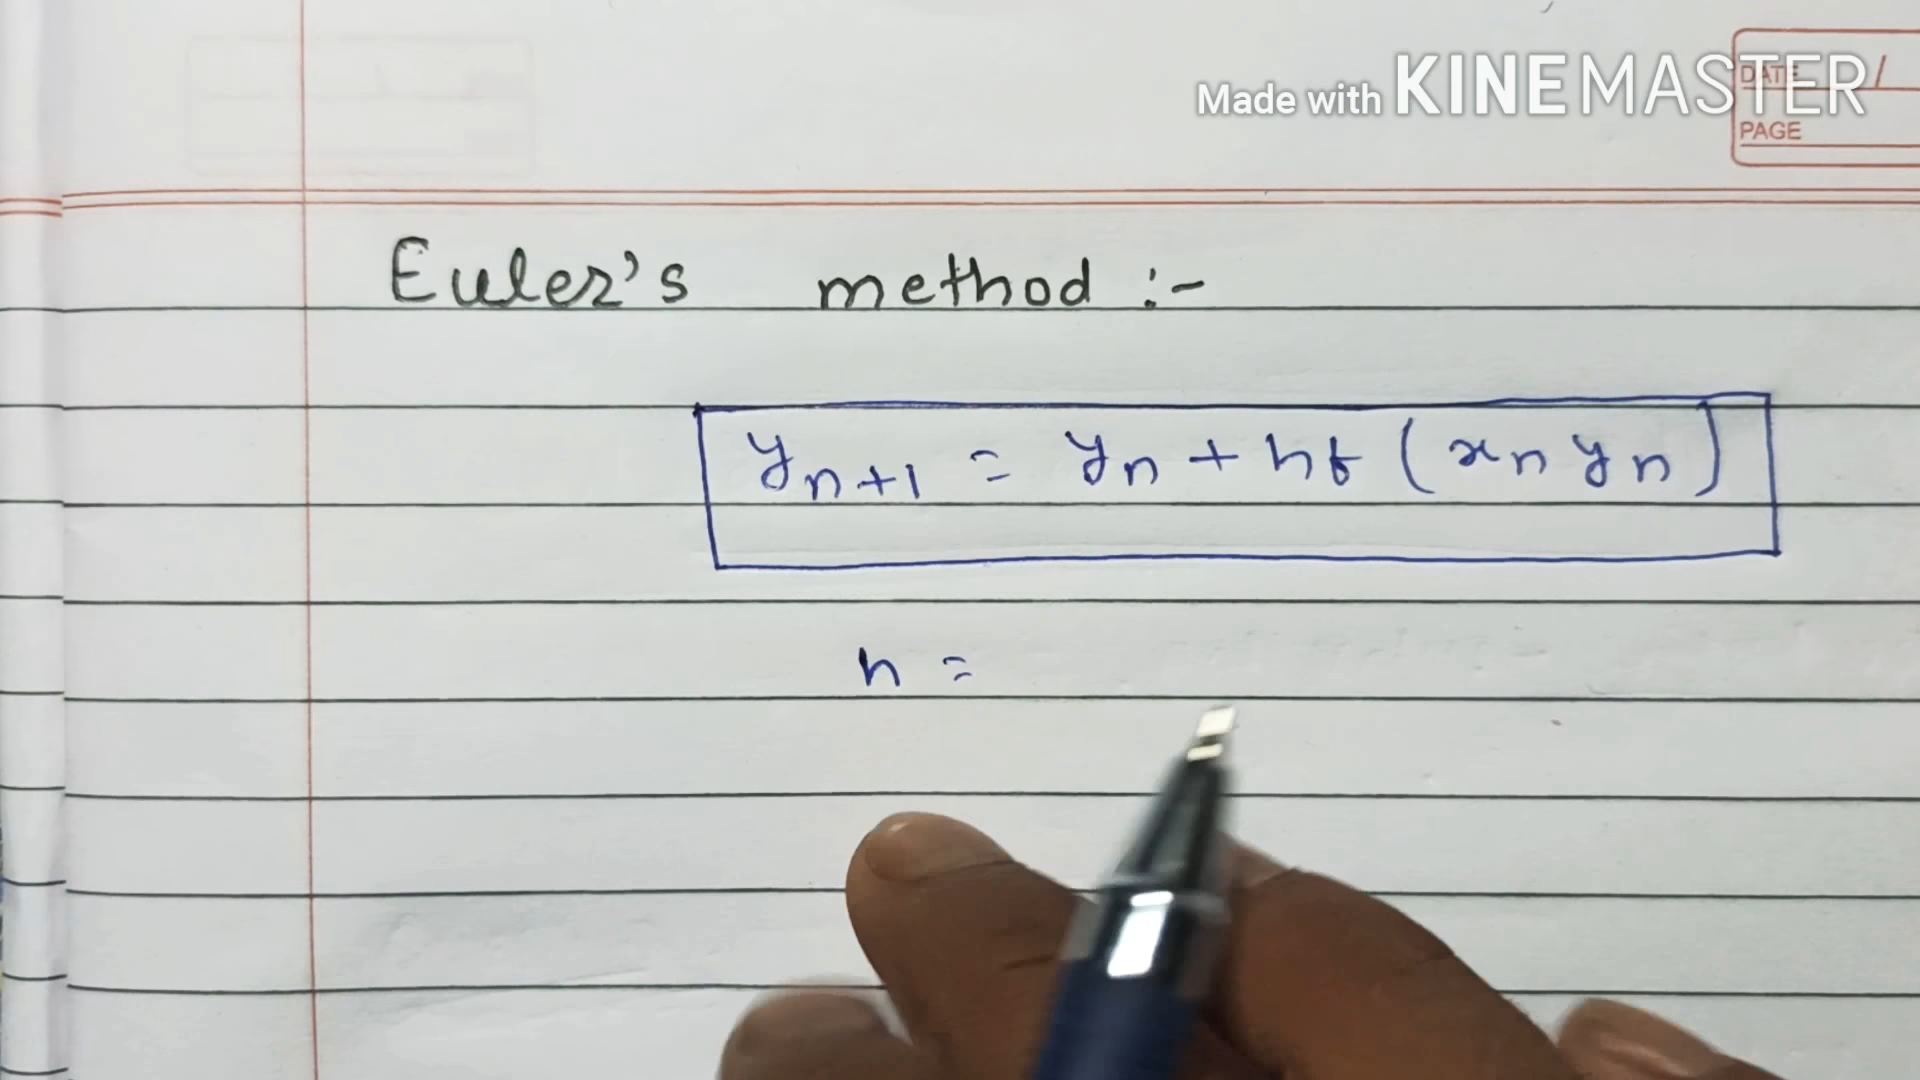 Made with KINEMASTER
DATE /
PAGE
Euler's method :-
yₙ₊₁ = yₙ + hf (xₙ yₙ)
h =